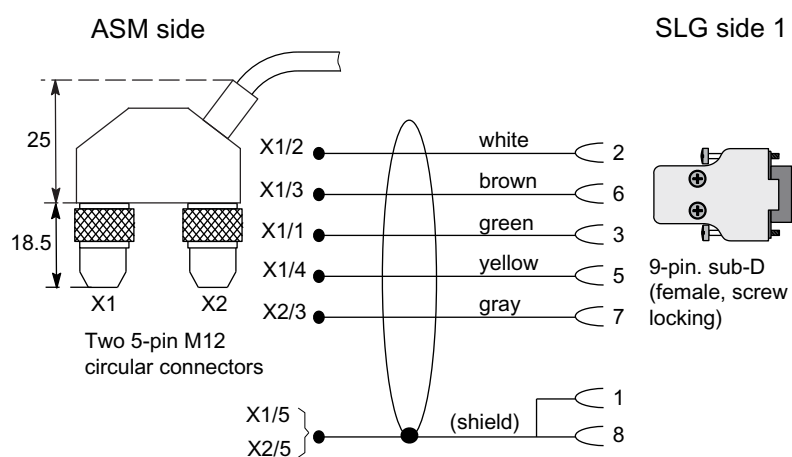 ASM side
SLG side 1
25
18.5
X1
X2
Two 5-pin M12
circular connectors
X1/2
white
2
X1/3
brown
6
X1/1
green
3
X1/4
yellow
5
X2/3
gray
7
X1/5
X2/5
(shield)
1
8
9-pin. sub-D
(female, screw
locking)